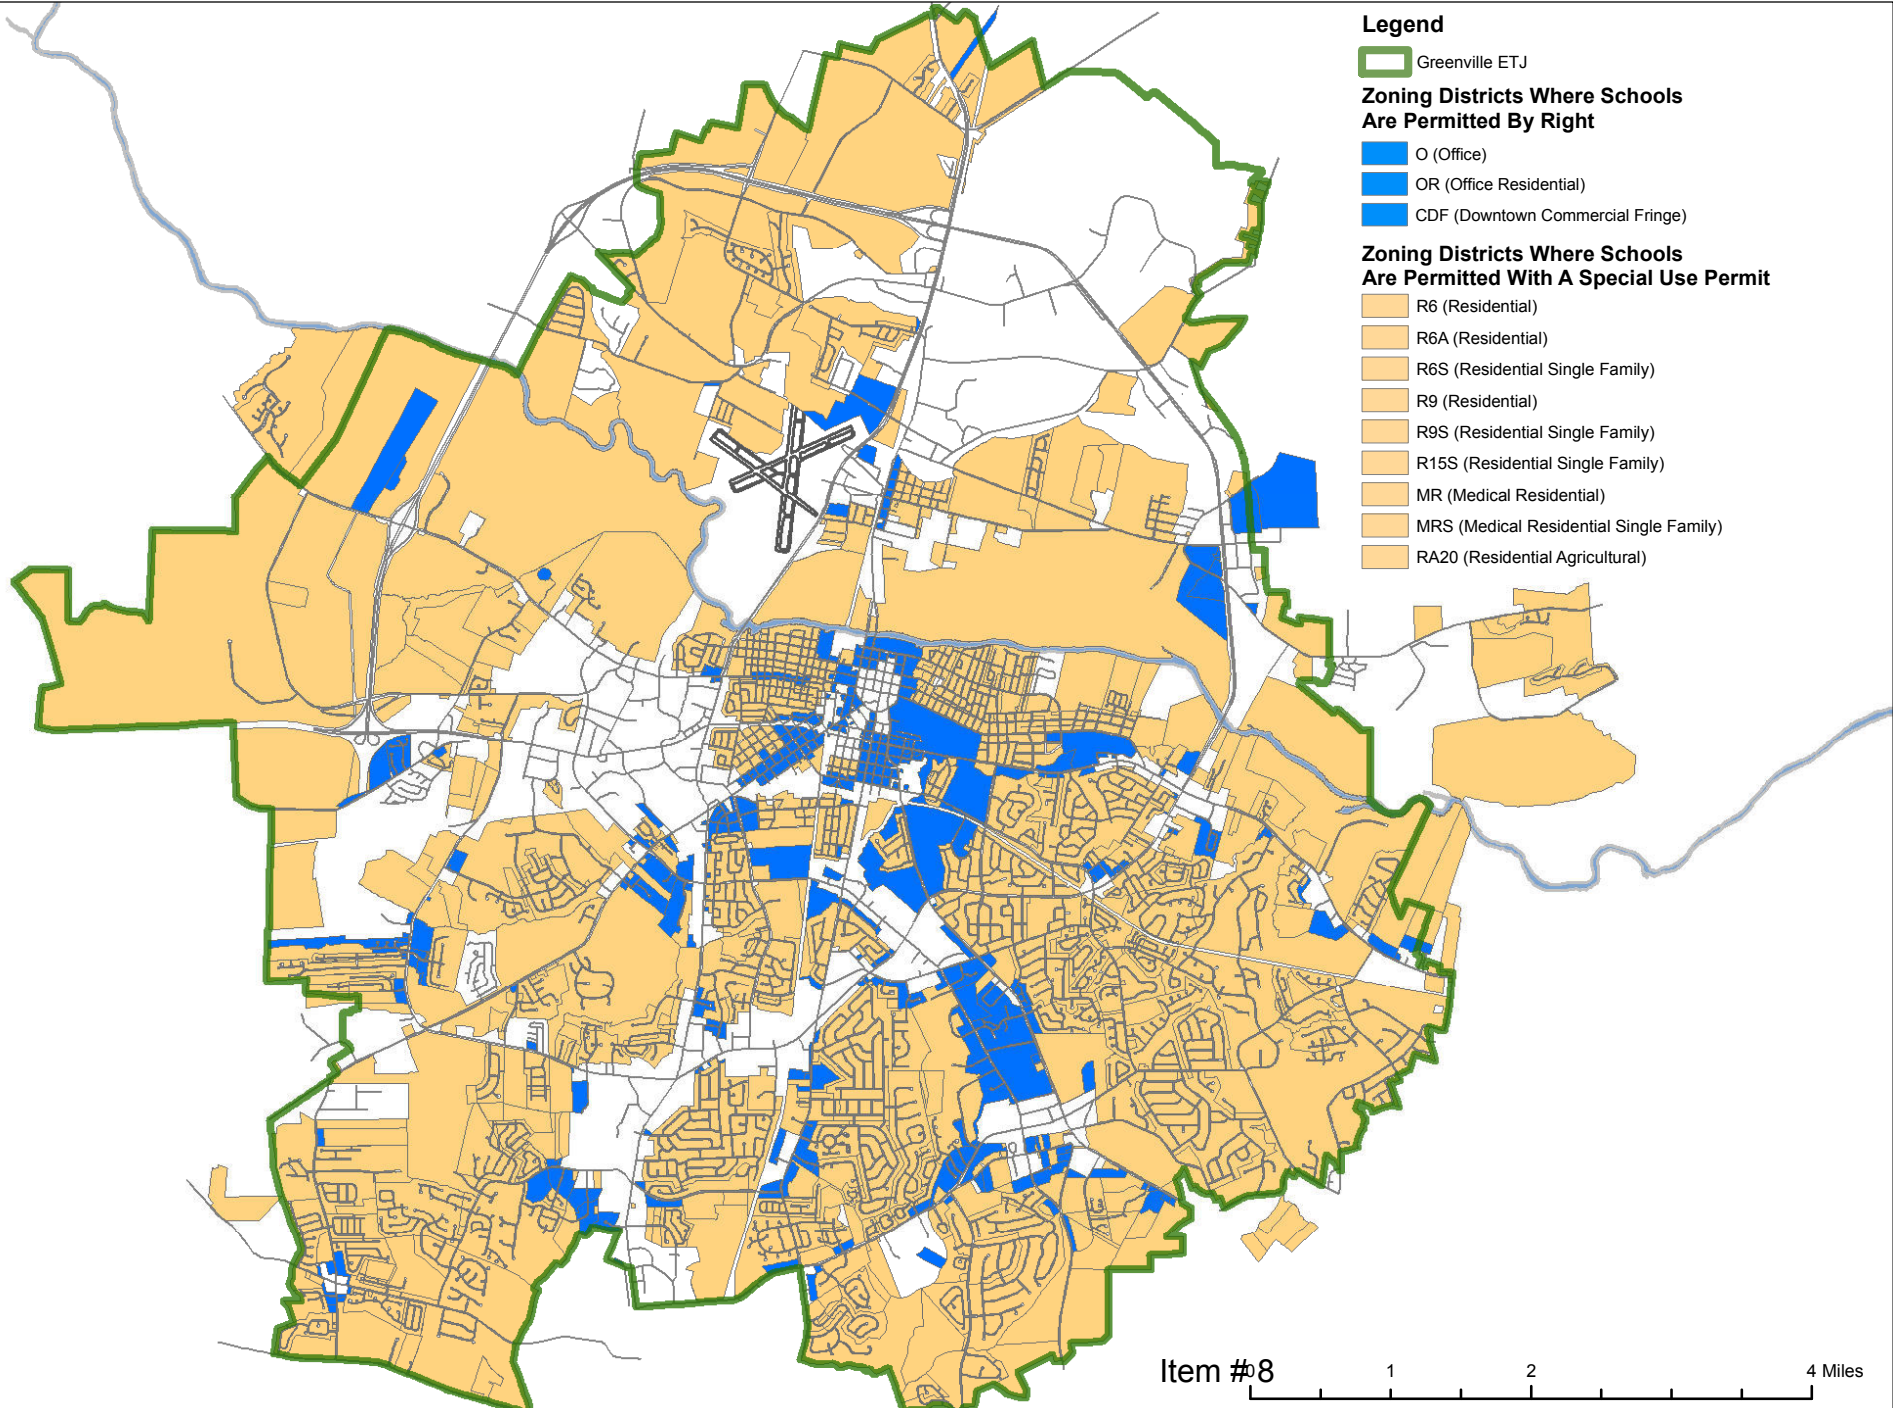 Legend
Greenville ETJ
Zoning Districts Where Schools
Are Permitted By Right
O (Office)
OR (Office Residential)
CDF (Downtown Commercial Fringe)
Zoning Districts Where Schools
Are Permitted With A Special Use Permit
R6 (Residential)
R6A (Residential)
R6S (Residential Single Family)
R9 (Residential)
R9S (Residential Single Family)
R15S (Residential Single Family)
MR (Medical Residential)
MRS (Medical Residential Single Family)
RA20 (Residential Agricultural)
Item # 8
0 1 2 4 Miles